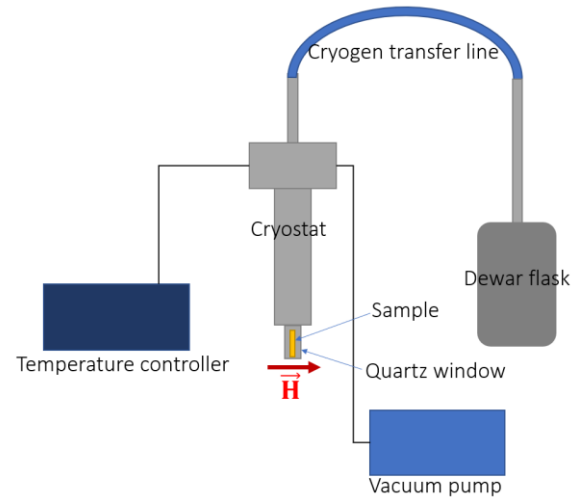 Cryogen transfer line
Cryostat
Dewar flask
Sample
Temperature controller
Quartz window
H
Vacuum pump